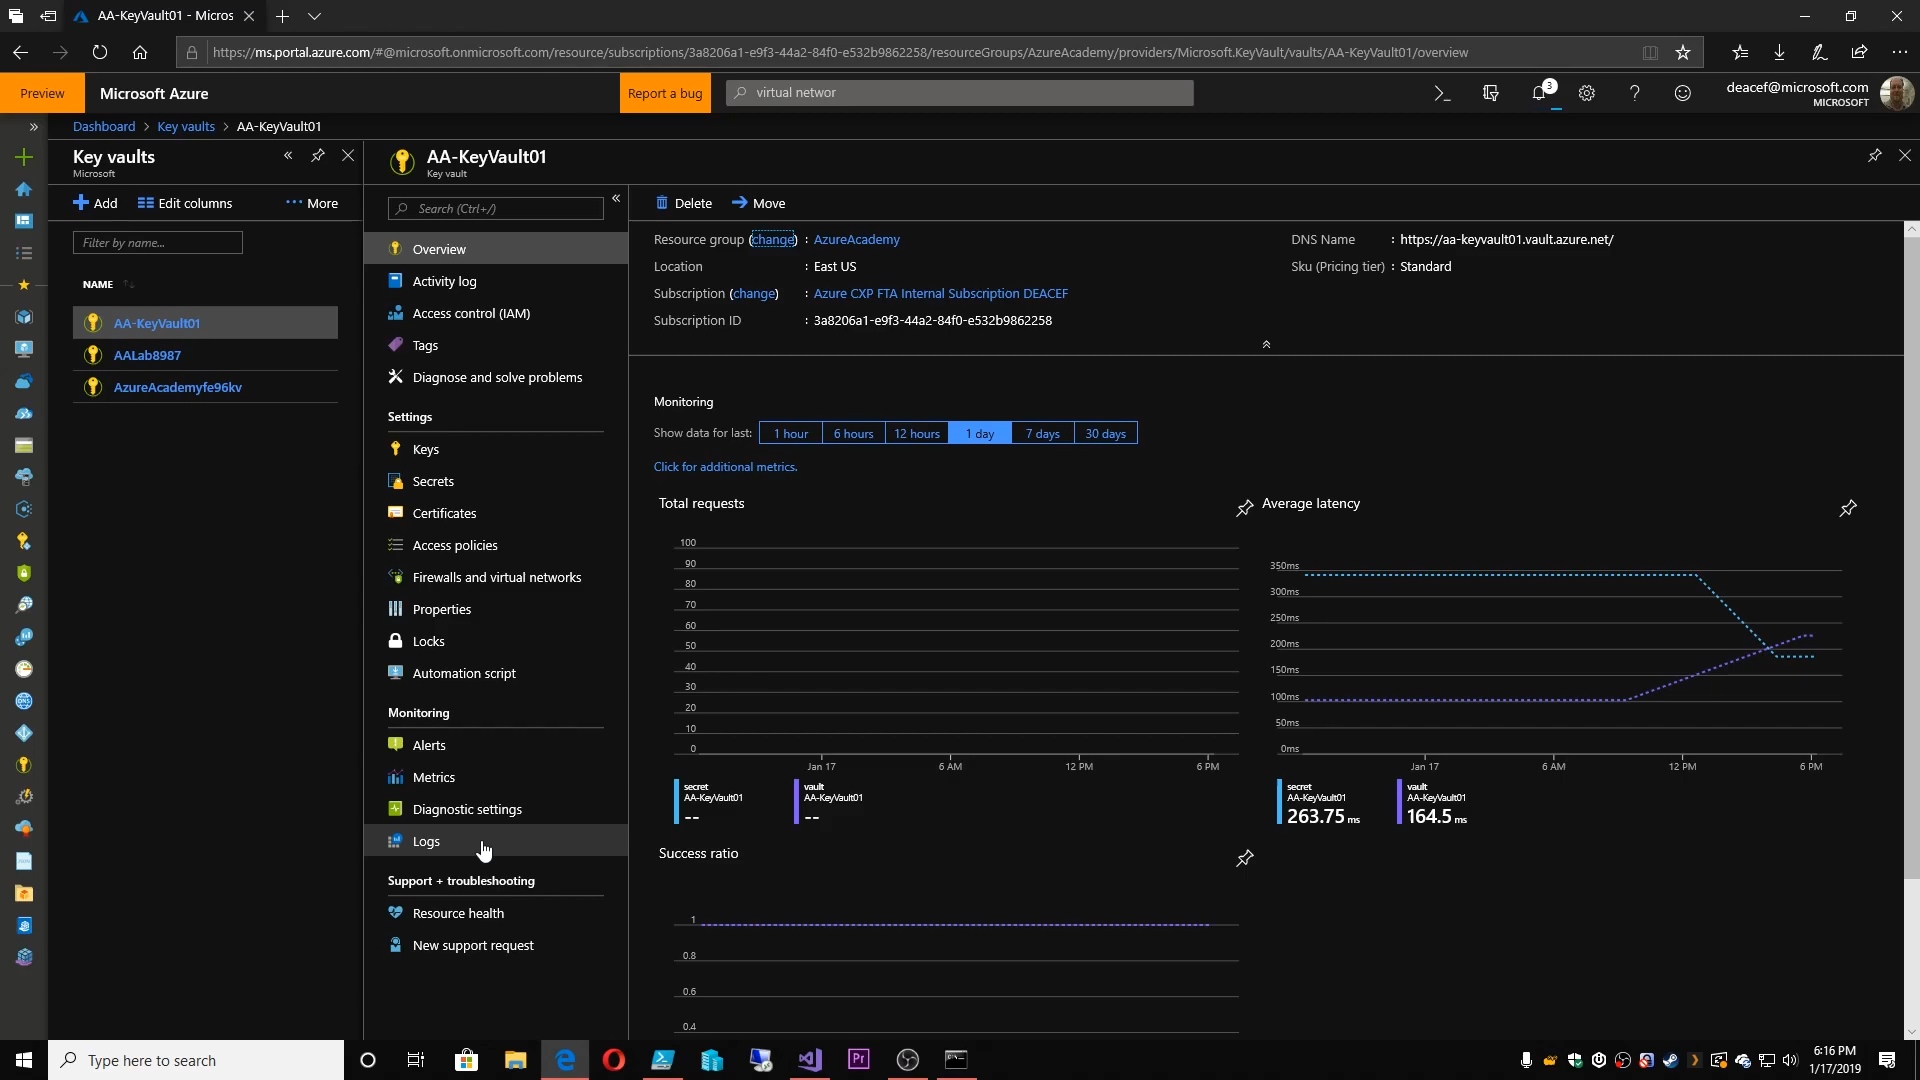 AA-KeyVault01 - Micros
https://ms.portal.azure.com/#@microsoft.onmicrosoft.com/resource/subscriptions/3a8206a1-e9f3-44a2-84f0-e532b9862258/resourceGroups/AzureAcademy/providers/Microsoft.KeyVault/vaults/AA-KeyVault01/overview
Preview
Microsoft Azure
Report a bug
virtual networ
3
deacef@microsoft.com
MICROSOFT
Dashboard > Key vaults > AA-KeyVault01
Key vaults
Microsoft
Add
Edit columns
More
Filter by name...
NAME
AA-KeyVault01
AALab8987
AzureAcademyfe96kv
AA-KeyVault01
Key vault
Search (Ctrl+/)
Overview
Activity log
Access control (IAM)
Tags
Diagnose and solve problems
Settings
Keys
Secrets
Certificates
Access policies
Firewalls and virtual networks
Properties
Locks
Automation script
Monitoring
Alerts
Metrics
Diagnostic settings
Logs
Support + troubleshooting
Resource health
New support request
Delete
Move
Resource group (change) : AzureAcademy
Location : East US
Subscription (change) : Azure CXP FTA Internal Subscription DEACEF
Subscription ID : 3a8206a1-e9f3-44a2-84f0-e532b9862258
DNS Name : https://aa-keyvault01.vault.azure.net/
Sku (Pricing tier) : Standard
Monitoring
Show data for last: 1 hour 6 hours 12 hours 1 day 7 days 30 days
Click for additional metrics.
Total requests
100
90
80
70
60
50
40
30
20
10
0
Jan 17 6 AM 12 PM 6 PM
secret
AA-KeyVault01
--
vault
AA-KeyVault01
--
Average latency
350ms
300ms
250ms
200ms
150ms
100ms
50ms
0ms
Jan 17 6 AM 12 PM 6 PM
secret
AA-KeyVault01
263.75 ms
vault
AA-KeyVault01
164.5 ms
Success ratio
1
0.8
0.6
0.4
Type here to search
Pr
6:16 PM
1/17/2019